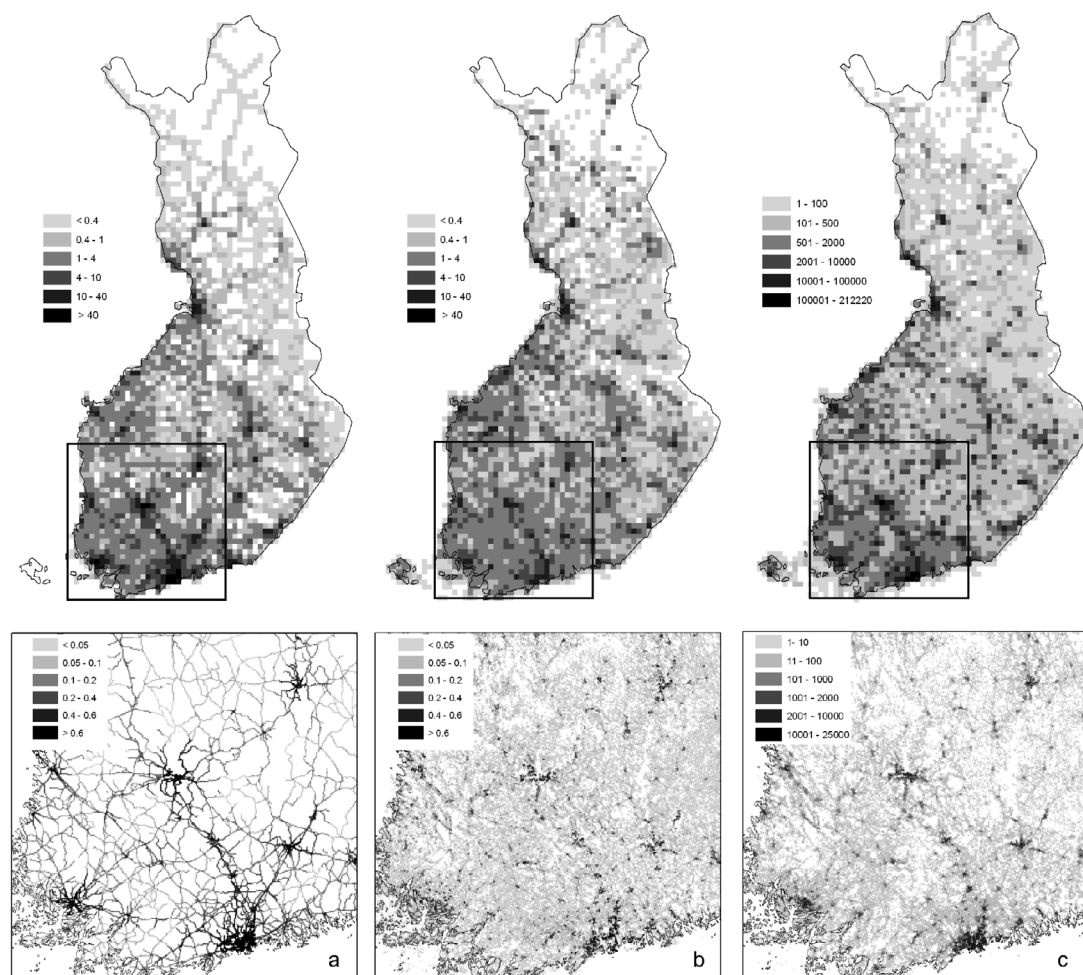 < 0.4
0.4 - 1
1 - 4
4 - 10
10 - 40
> 40
< 0.4
0.4 - 1
1 - 4
4 - 10
10 - 40
> 40
1 - 100
101 - 500
501 - 2000
2001 - 10000
10001 - 100000
100001 - 212220
< 0.05
0.05 - 0.1
0.1 - 0.2
0.2 - 0.4
0.4 - 0.6
> 0.6
a
< 0.05
0.05 - 0.1
0.1 - 0.2
0.2 - 0.4
0.4 - 0.6
> 0.6
b
1- 10
11 - 100
101 - 1000
1001 - 2000
2001 - 10000
10001 - 25000
c